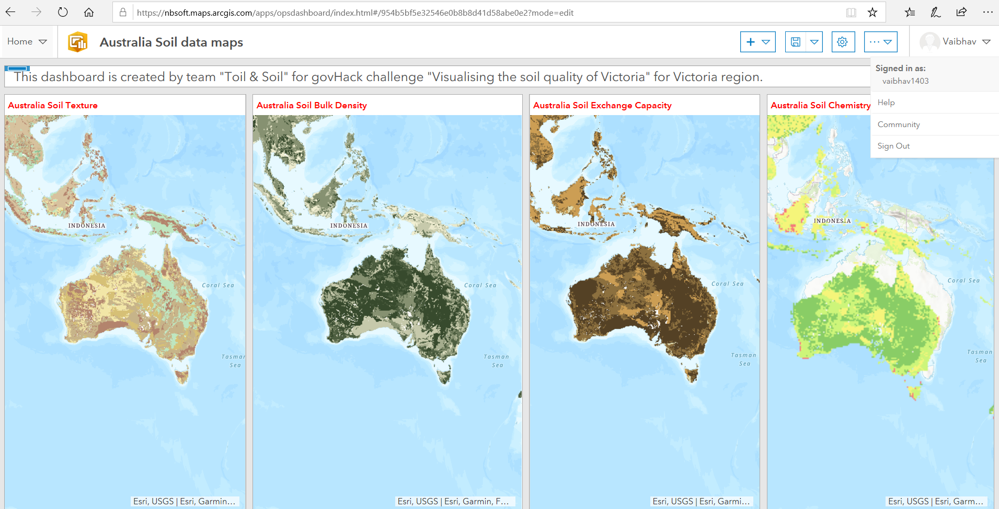 https://nbsoft.maps.arcgis.com/apps/opsdashboard/index.html#/954b5bf5e32546e0b8b8d41d58abe0e2?mode=edit
Home
Australia Soil data maps
Vaibhav
Signed in as:
vaibhav1403
Help
Community
Sign Out
This dashboard is created by team "Toil & Soil" for govHack challenge "Visualising the soil quality of Victoria" for Victoria region.
Australia Soil Texture
INDONESIA
Coral Sea
Tasman
Sea
Esri, USGS | Esri, Garmin...
Australia Soil Bulk Density
INDONESIA
Coral Sea
Tasman
Sea
Esri, USGS | Esri, Garmin, F...
Australia Soil Exchange Capacity
INDONESIA
Coral Sea
Tasman
Sea
Esri, USGS | Esri, Garmi...
Australia Soil Chemistry
INDONESIA
Coral Sea
Tasman
Sea
Esri, USGS | Esri, Garm...